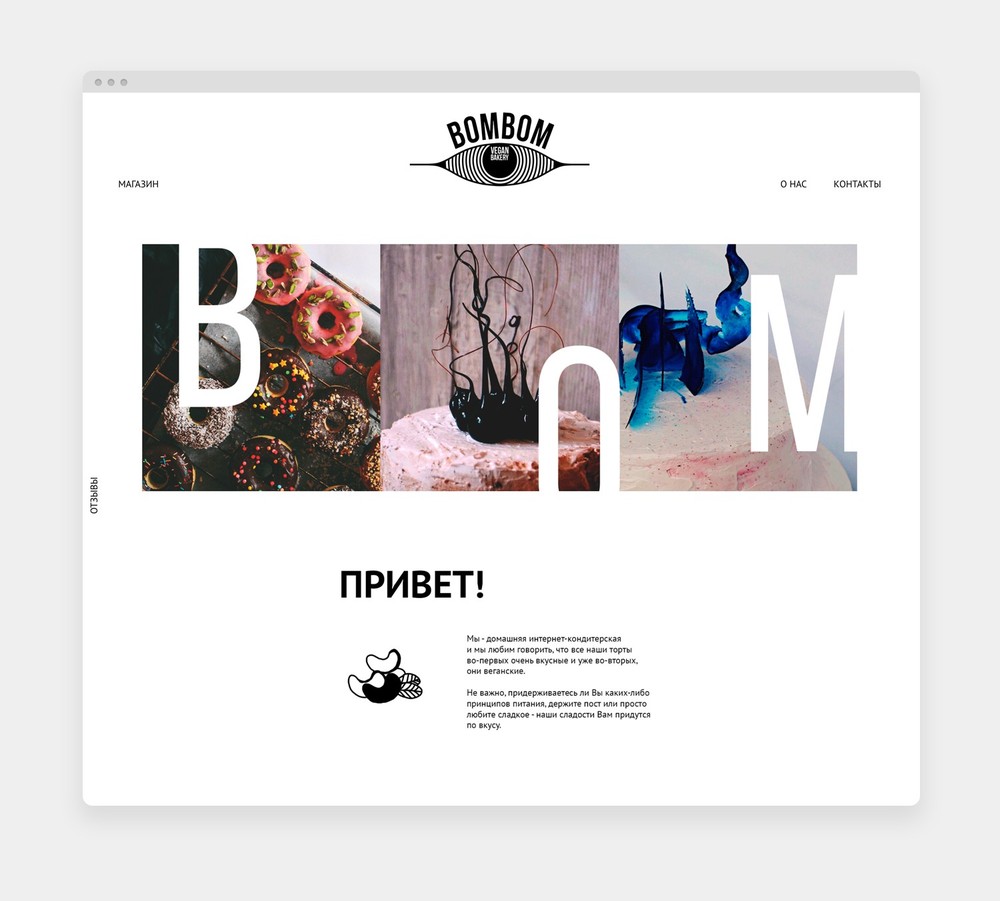 BOMBOM
VEGAN
BAKERY
МАГАЗИН
О НАС
КОНТАКТЫ
B
O
M
ОТЗЫВЫ
ПРИВЕТ!
Мы - домашняя интернет-кондитерская
и мы любим говорить, что все наши торты
во-первых очень вкусные и уже во-вторых,
они веганские.
Не важно, придерживаетесь ли Вы каких-либо
принципов питания, держите пост или просто
любите сладкое - наши сладости Вам придутся
по вкусу.